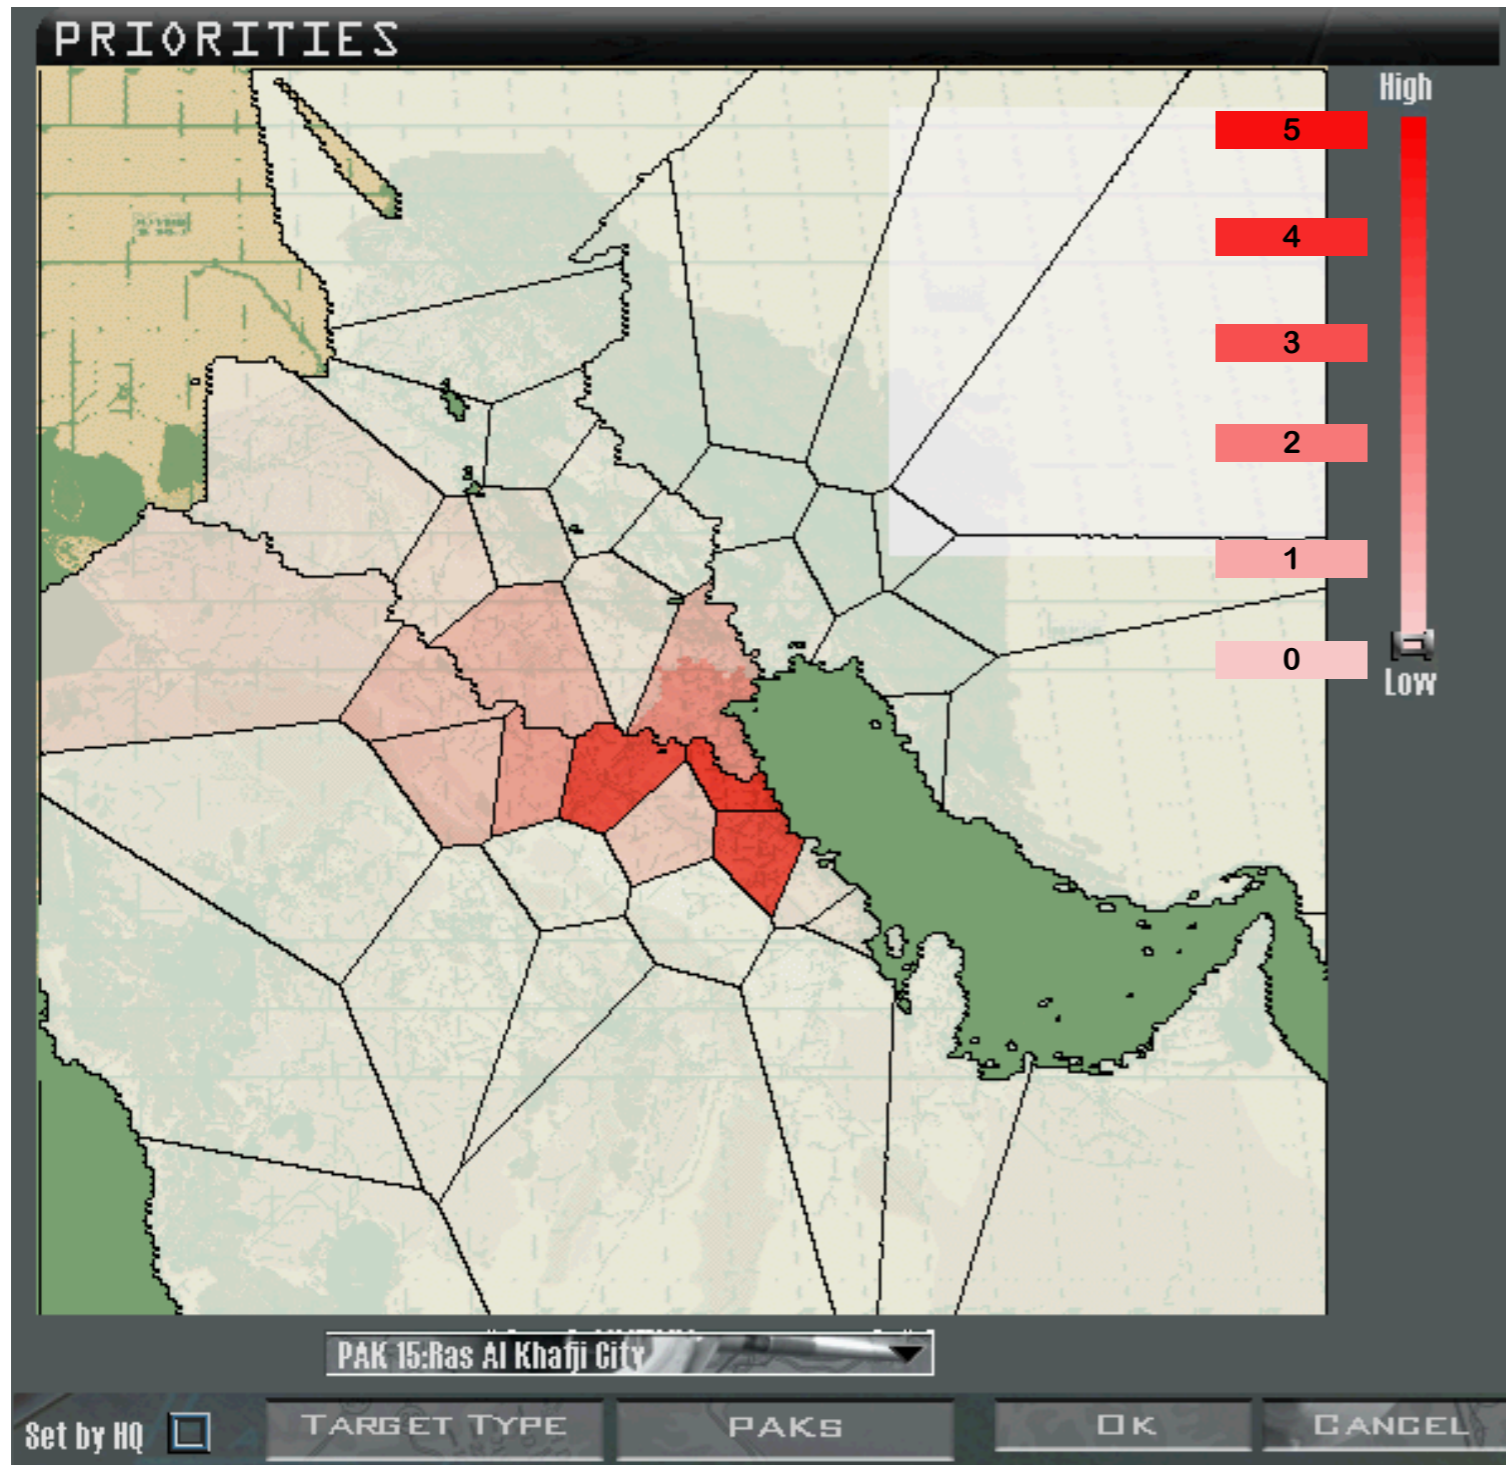 PRIORITIES
High
5
4
3
2
1
0
Low
PAK 15:Ras Al Khafji City
Set by HQ
TARGET TYPE
PAKS
OK
CANCEL